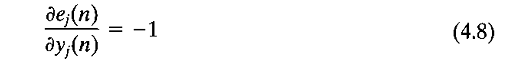 ∂e_j(n)/∂y_j(n) = −1 (4.8)